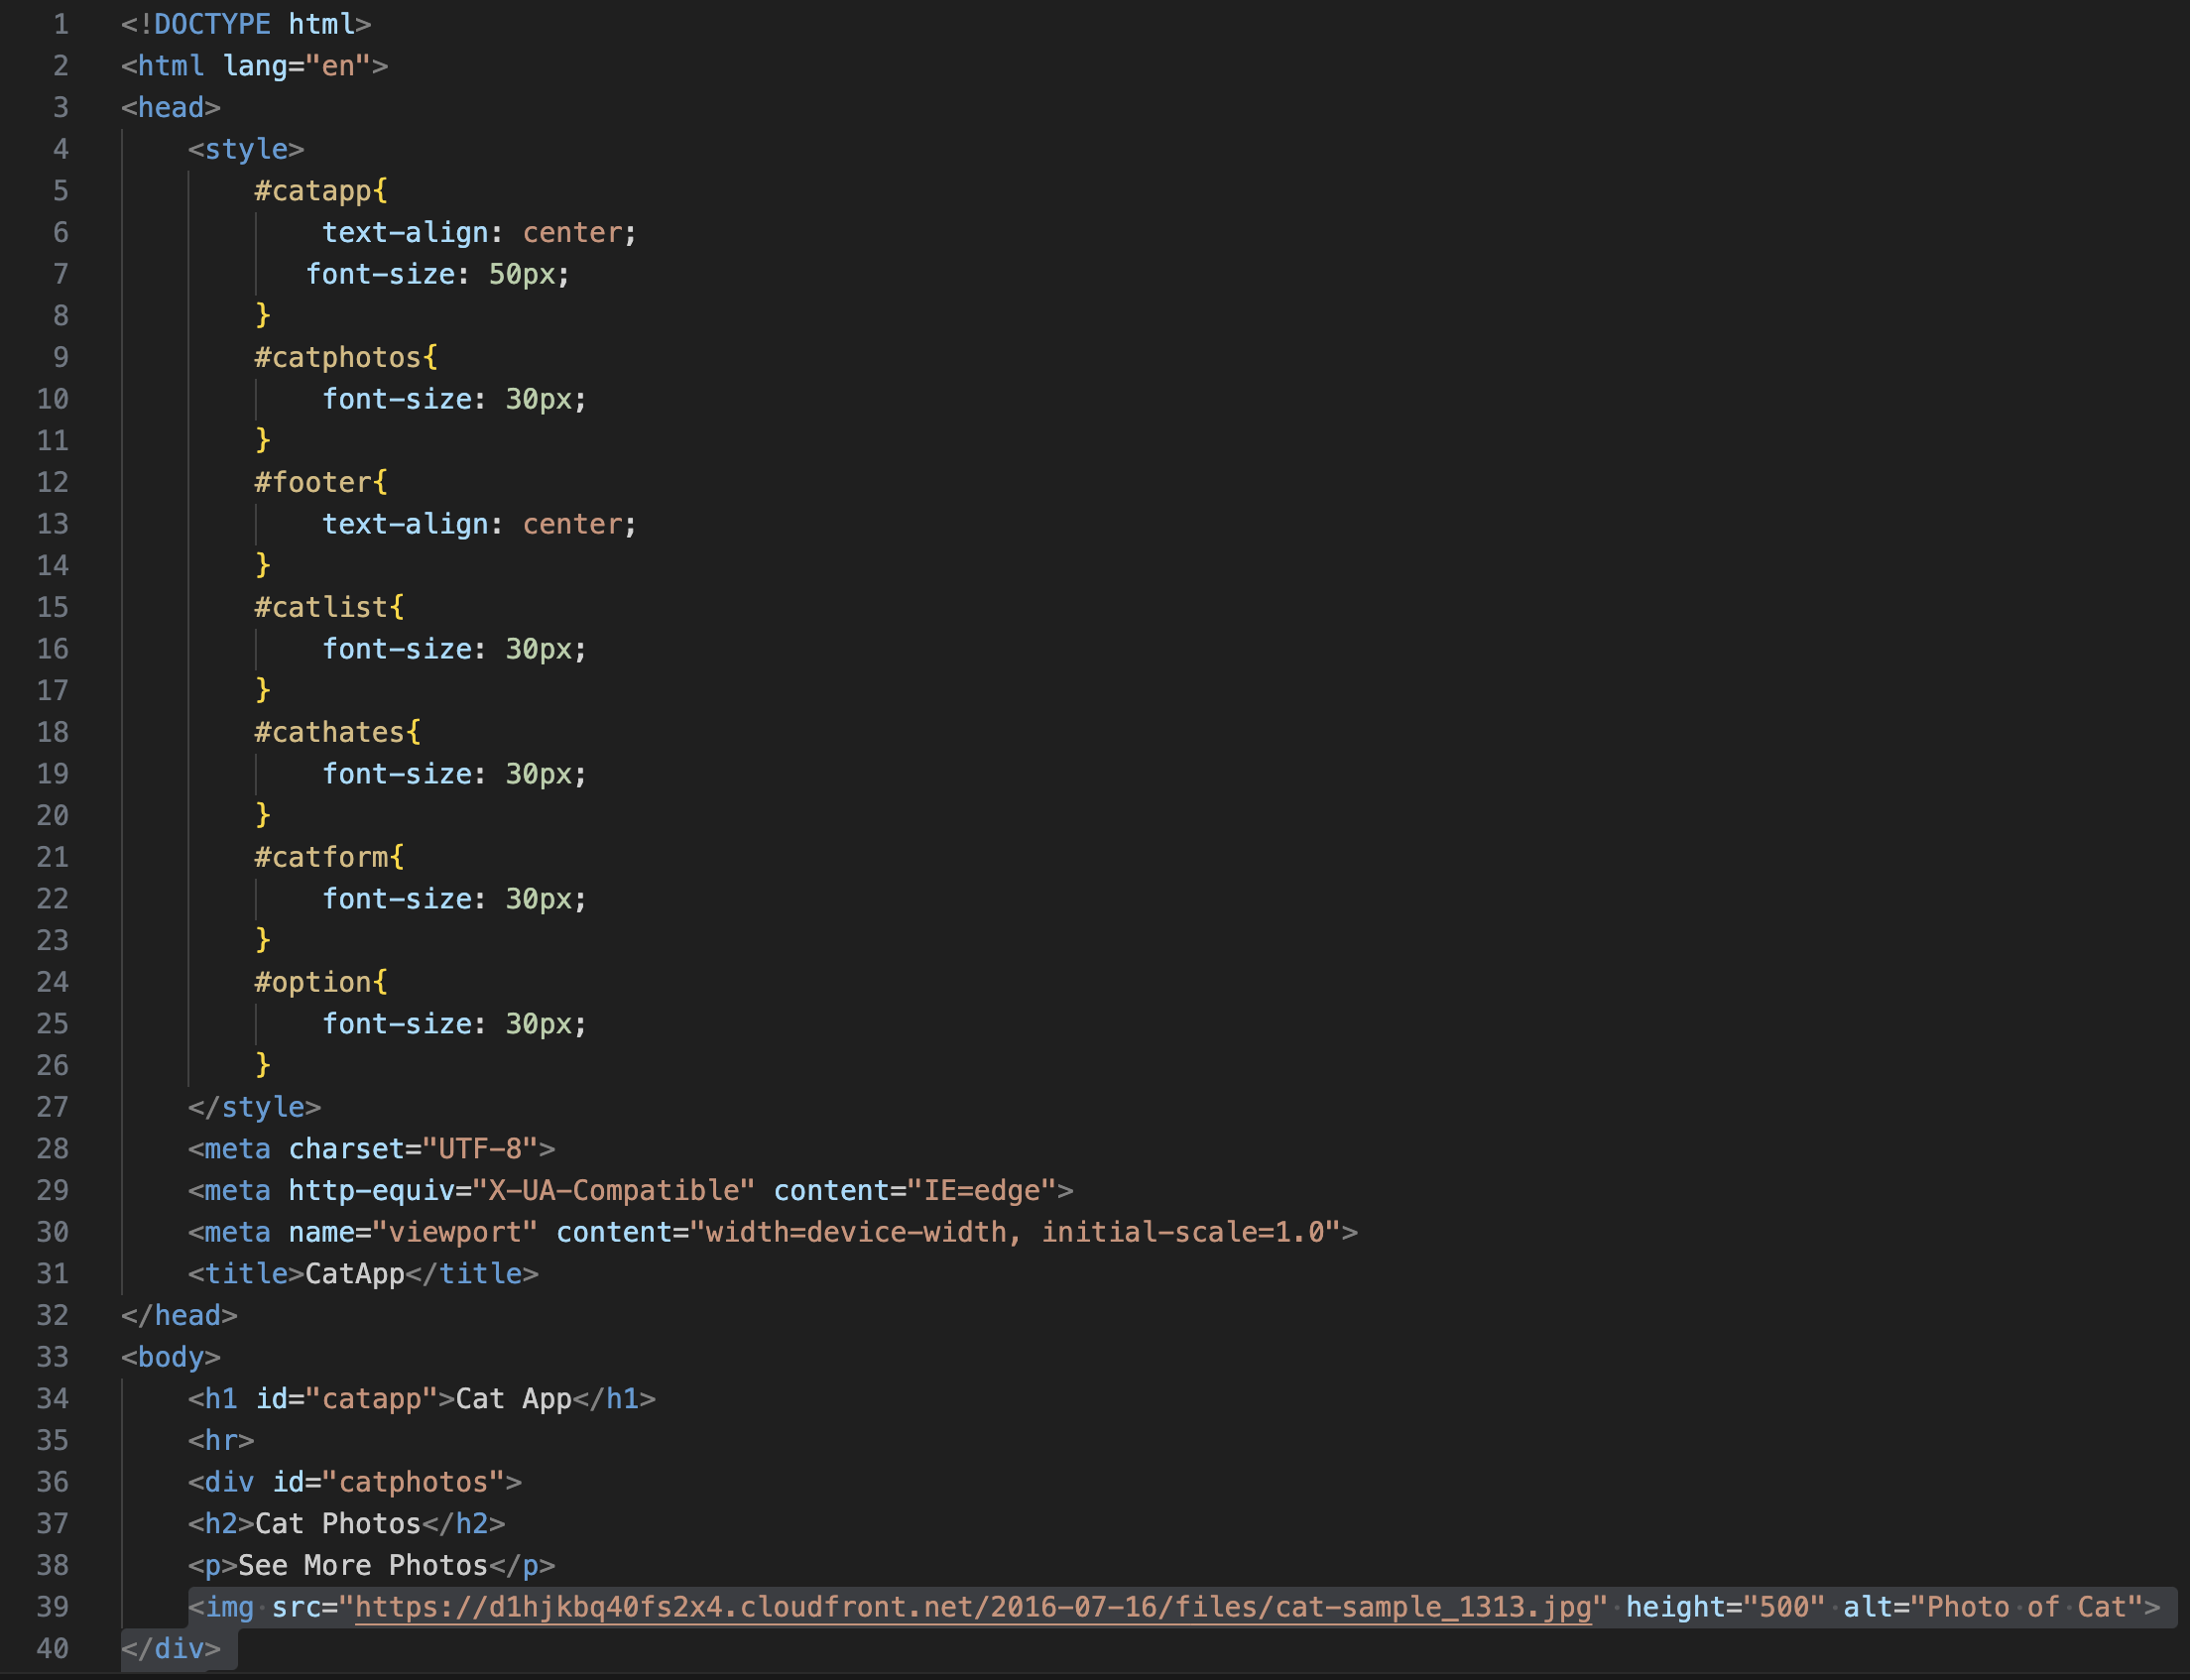 1 <!DOCTYPE html>
2 <html lang="en">
3 <head>
4     <style>
5         #catapp{
6             text-align: center;
7            font-size: 50px;
8         }
9         #catphotos{
10             font-size: 30px;
11         }
12         #footer{
13             text-align: center;
14         }
15         #catlist{
16             font-size: 30px;
17         }
18         #cathates{
19             font-size: 30px;
20         }
21         #catform{
22             font-size: 30px;
23         }
24         #option{
25             font-size: 30px;
26         }
27     </style>
28     <meta charset="UTF-8">
29     <meta http-equiv="X-UA-Compatible" content="IE=edge">
30     <meta name="viewport" content="width=device-width, initial-scale=1.0">
31     <title>CatApp</title>
32 </head>
33 <body>
34     <h1 id="catapp">Cat App</h1>
35     <hr>
36     <div id="catphotos">
37     <h2>Cat Photos</h2>
38     <p>See More Photos</p>
39     <img src="https://d1hjkbq40fs2x4.cloudfront.net/2016-07-16/files/cat-sample_1313.jpg" height="500" alt="Photo of Cat">
40 </div>